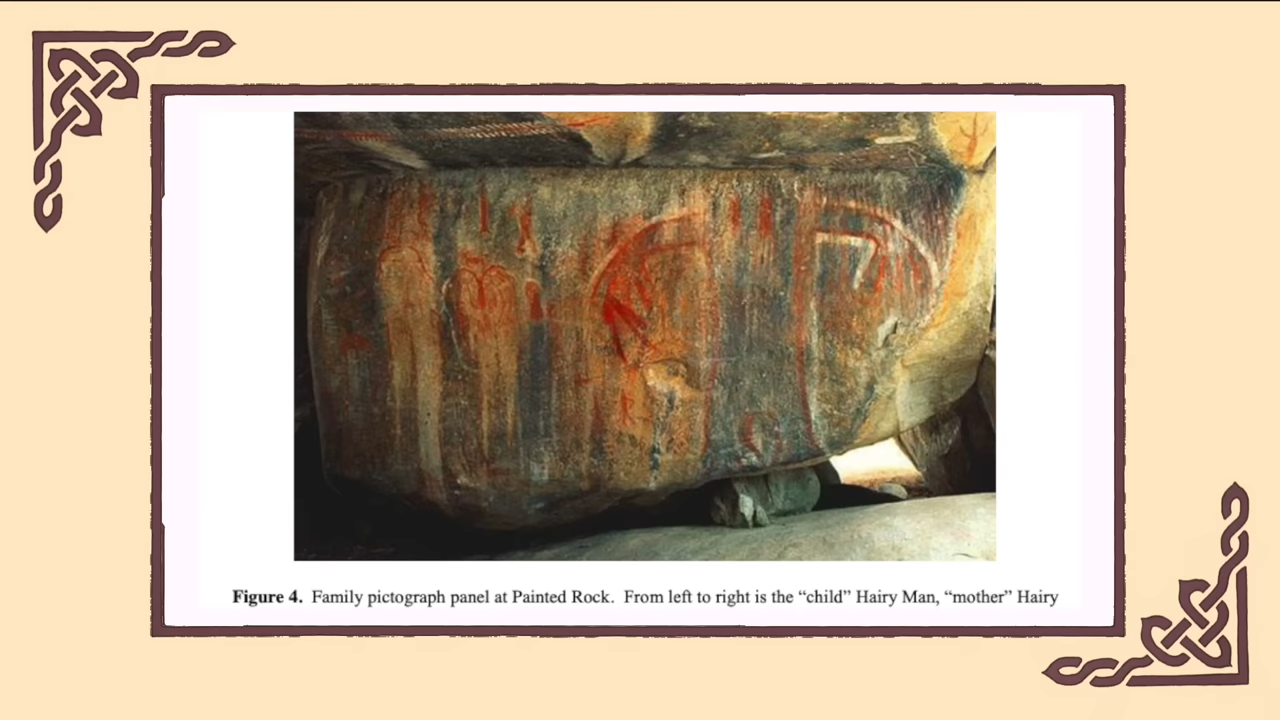 Figure 4. Family pictograph panel at Painted Rock. From left to right is the “child” Hairy Man, “mother” Hairy